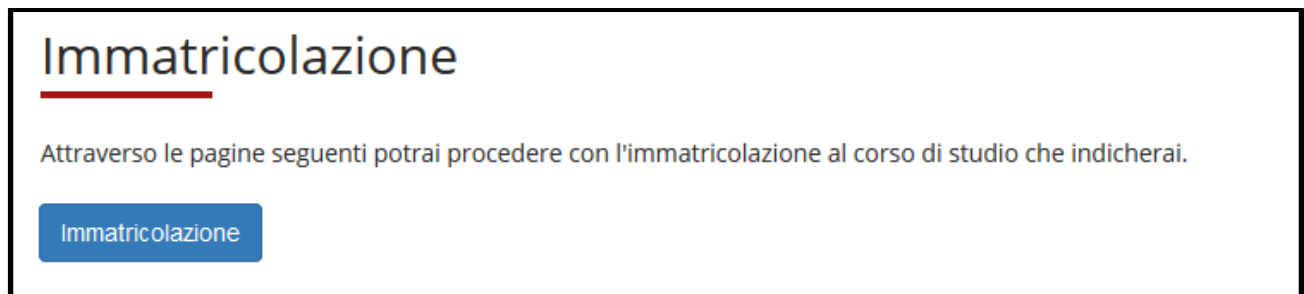 Immatricolazione
Attraverso le pagine seguenti potrai procedere con l'immatricolazione al corso di studio che indicherai.
Immatricolazione